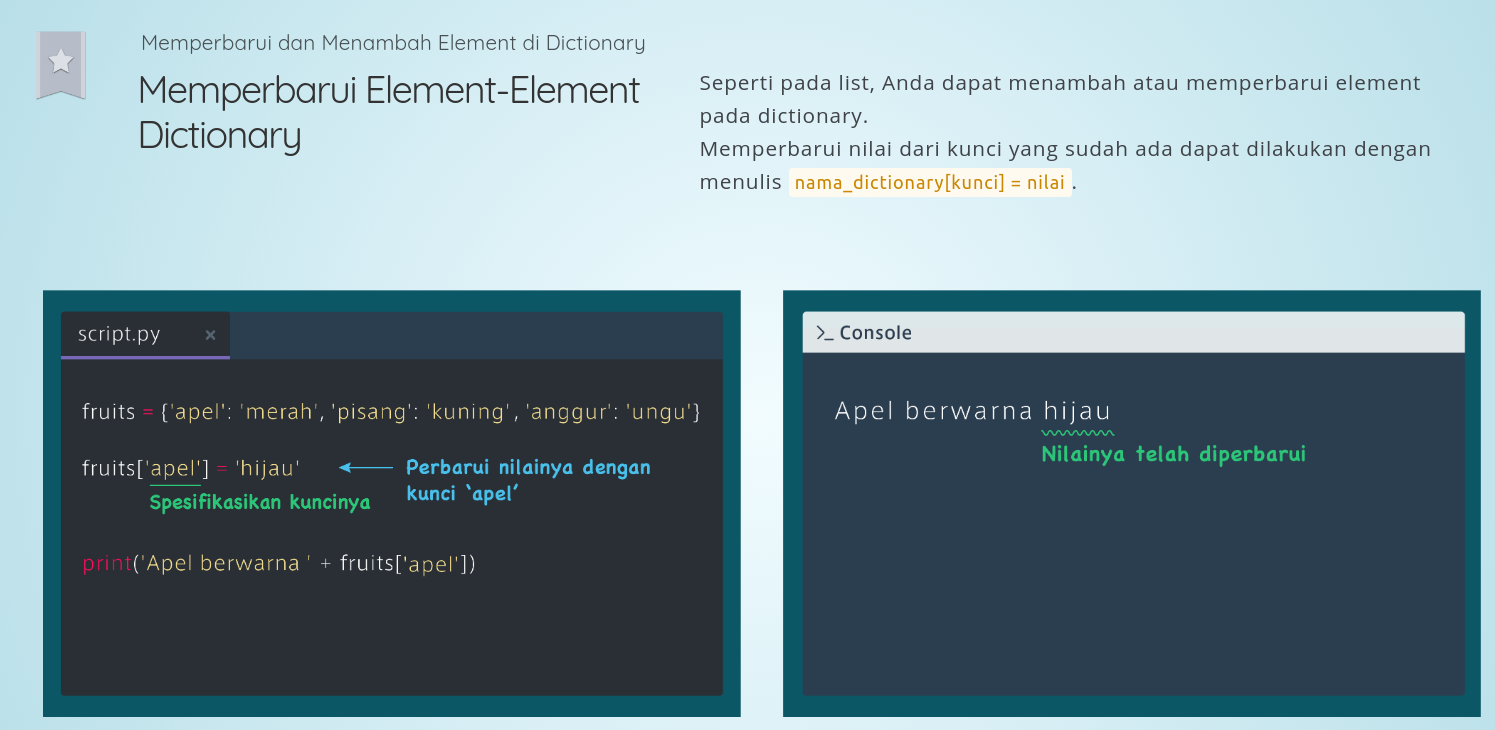 Memperbarui dan Menambah Element di Dictionary
Memperbarui Element-Element
Dictionary
Seperti pada list, Anda dapat menambah atau memperbarui element
pada dictionary.
Memperbarui nilai dari kunci yang sudah ada dapat dilakukan dengan
menulis nama_dictionary[kunci] = nilai.
script.py ×
fruits = {'apel': 'merah', 'pisang': 'kuning', 'anggur': 'ungu'}
fruits['apel'] = 'hijau'
Perbarui nilainya dengan
kunci ‘apel’
Spesifikasikan kuncinya
print('Apel berwarna ' + fruits['apel'])
>_ Console
Apel berwarna hijau
Nilainya telah diperbarui